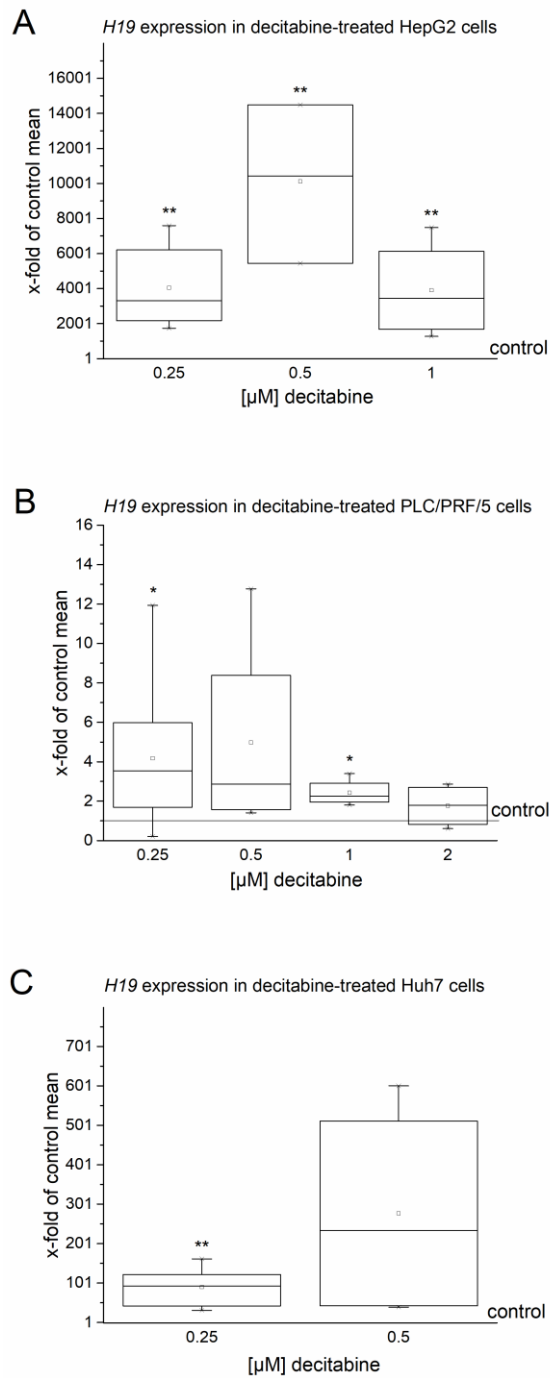 A
H19 expression in decitabine-treated HepG2 cells
x-fold of control mean
16001
14001
12001
10001
8001
6001
4001
2001
1
**
**
**
control
0.25 0.5 1
[µM] decitabine
B
H19 expression in decitabine-treated PLC/PRF/5 cells
x-fold of control mean
16
14
12
10
8
6
4
2
0
*
*
control
0.25 0.5 1 2
[µM] decitabine
C
H19 expression in decitabine-treated Huh7 cells
x-fold of control mean
701
601
501
401
301
201
101
1
**
control
0.25 0.5
[µM] decitabine